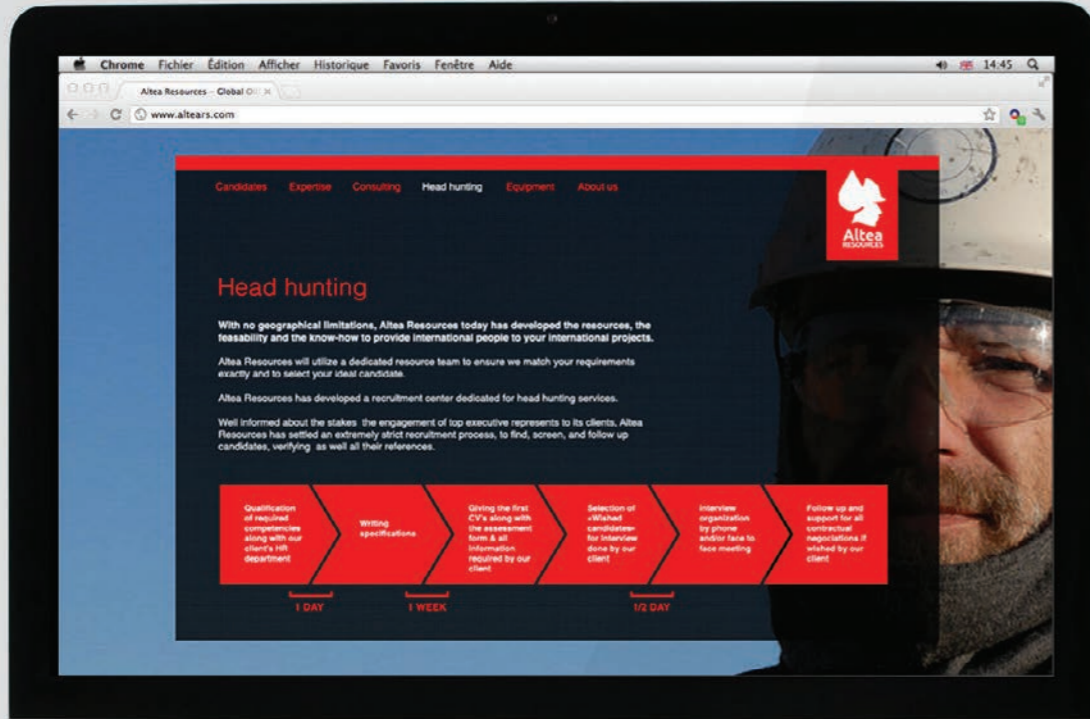 Chrome Fichier Édition Afficher Historique Favoris Fenêtre Aide 14:45
Altea Resources – Global O
www.altears.com
Candidates Expertise Consulting Head hunting Equipment About us
Altea
RESOURCES
Head hunting
With no geographical limitations, Altea Resources today has developed the resources, the
feasability and the know-how to provide international people to your international projects.
Altea Resources will utilize a dedicated resource team to ensure we match your requirements
exactly and to select your ideal candidate.
Altea Resources has developed a recruitment center dedicated for head hunting services.
Well informed about the stakes the engagement of top executive represents to its clients, Altea
Resources has settled an extremely strict recruitment process, to find, screen, and follow up
candidates, verifying as well all their references.
Qualification
of required
competencies
along with our
client's HR
department
Writing
specifications
Giving the first
CV's along with
the assessment
form & all
information
required by our
client
Selection of
«Wished
candidates»
for interview
done by our
client
Interview
organization
by phone
and/or face to
face meeting
Follow up and
support for all
contractual
negotiations if
wished by our
client
1 DAY
1 WEEK
1/2 DAY